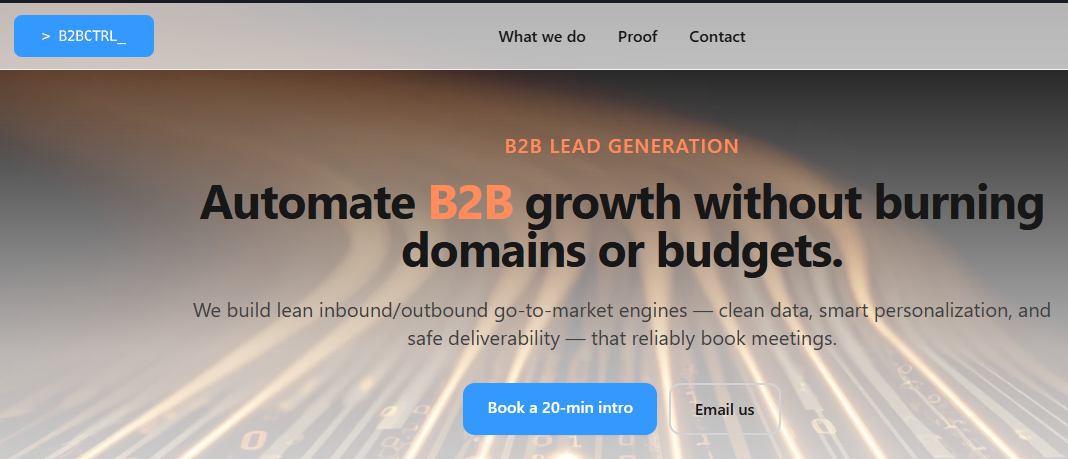 > B2BCTRL_
What we do
Proof
Contact
B2B LEAD GENERATION
Automate B2B growth without burning
domains or budgets.
We build lean inbound/outbound go-to-market engines — clean data, smart personalization, and
safe deliverability — that reliably book meetings.
Book a 20-min intro
Email us